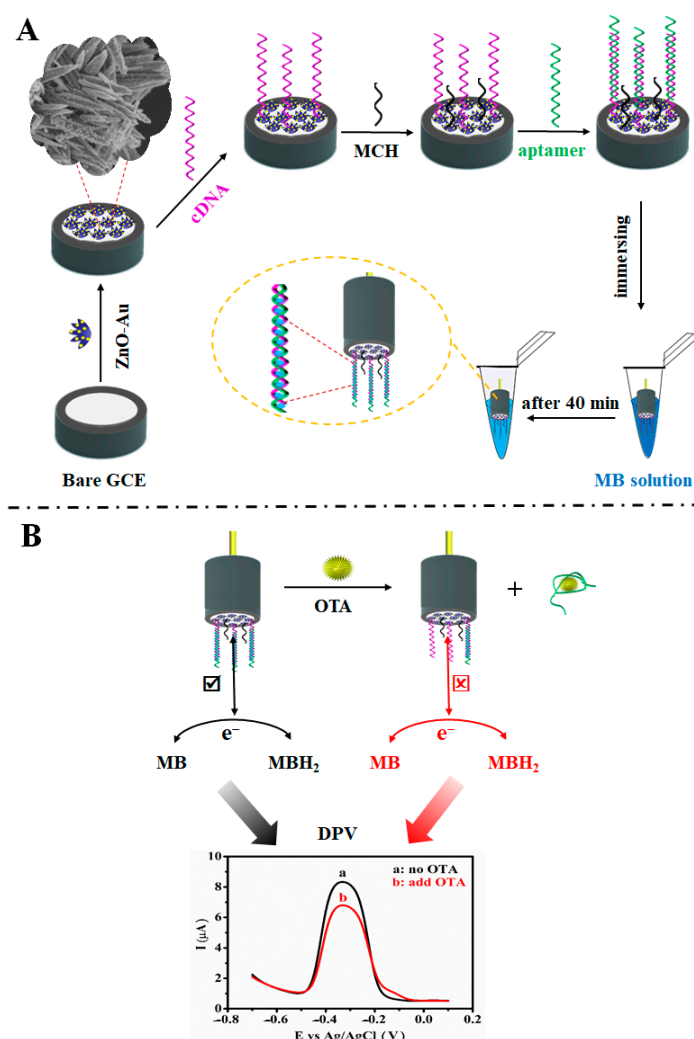 A
cDNA
MCH
aptamer
ZnO-Au
immersing
Bare GCE
after 40 min
MB solution
B
OTA
+
e⁻
e⁻
MB
MBH₂
MB
MBH₂
DPV
a: no OTA
b: add OTA
a
b
I (μA)
10
8
6
4
2
0
−0.8
−0.6
−0.4
−0.2
0.0
0.2
E vs Ag/AgCl (V)